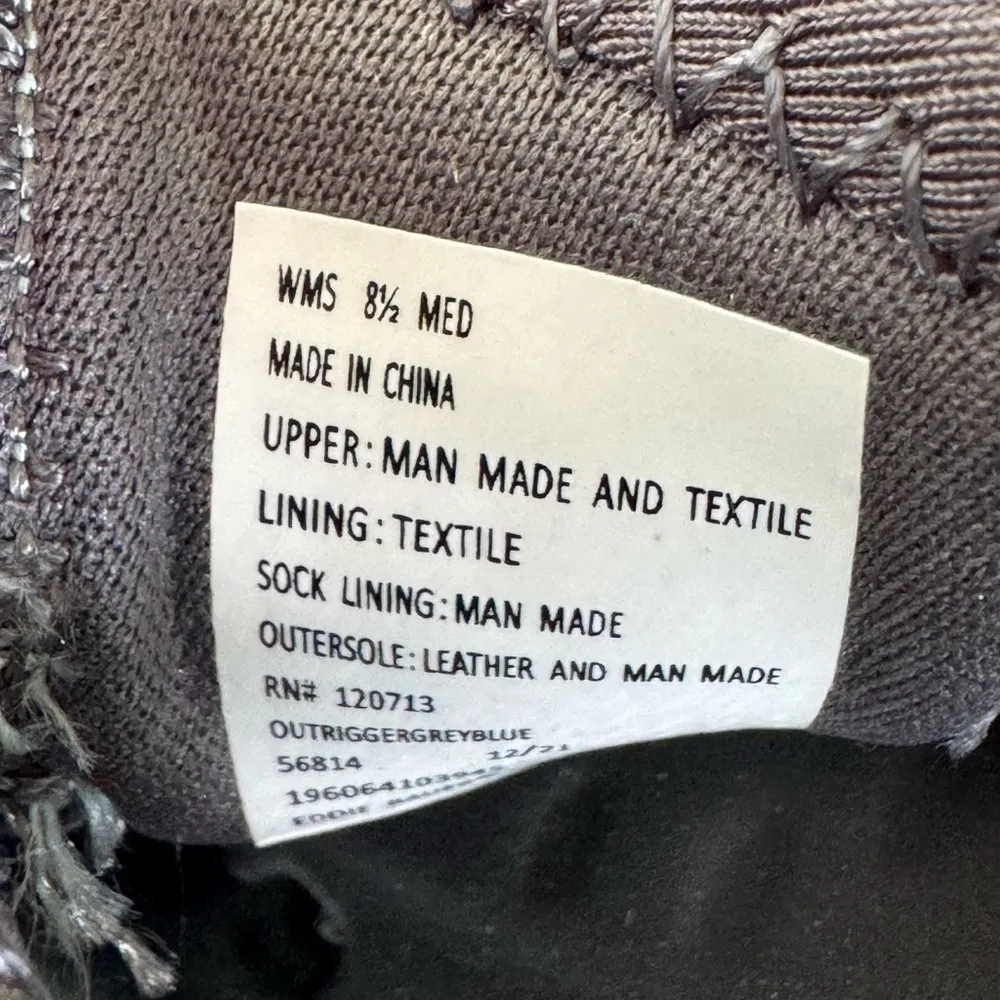 WMS 8½ MED
MADE IN CHINA
UPPER: MAN MADE AND TEXTILE
LINING: TEXTILE
SOCK LINING: MAN MADE
OUTERSOLE: LEATHER AND MAN MADE
RN# 120713
OUTRIGGERGREYBLUE
56814 12/21
EDDIE